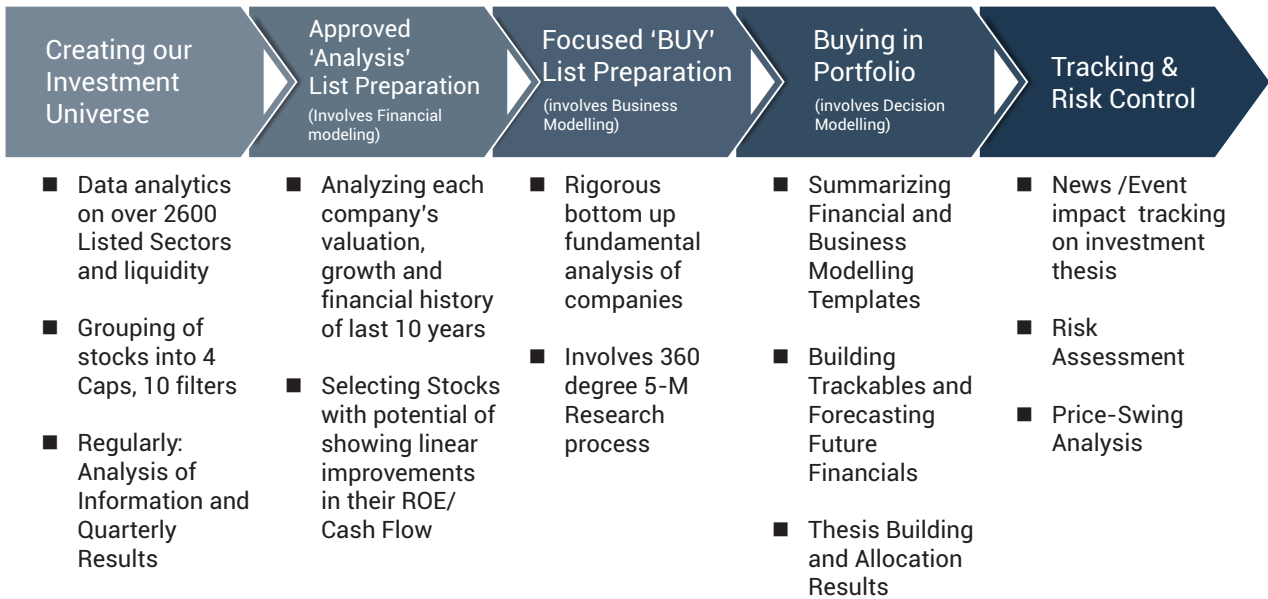 Creating our
Investment
Universe
Approved
‘Analysis’
List Preparation
(Involves Financial
modeling)
Focused ‘BUY’
List Preparation
(involves Business
Modelling)
Buying in
Portfolio
(involves Decision
Modelling)
Tracking &
Risk Control
■ Data analytics
on over 2600
Listed Sectors
and liquidity
■ Grouping of
stocks into 4
Caps, 10 filters
■ Regularly:
Analysis of
Information and
Quarterly
Results
■ Analyzing each
company's
valuation,
growth and
financial history
of last 10 years
■ Selecting Stocks
with potential of
showing linear
improvements
in their ROE/
Cash Flow
■ Rigorous
bottom up
fundamental
analysis of
companies
■ Involves 360
degree 5-M
Research
process
■ Summarizing
Financial and
Business
Modelling
Templates
■ Building
Trackables and
Forecasting
Future
Financials
■ Thesis Building
and Allocation
Results
■ News /Event
impact tracking
on investment
thesis
■ Risk
Assessment
■ Price-Swing
Analysis